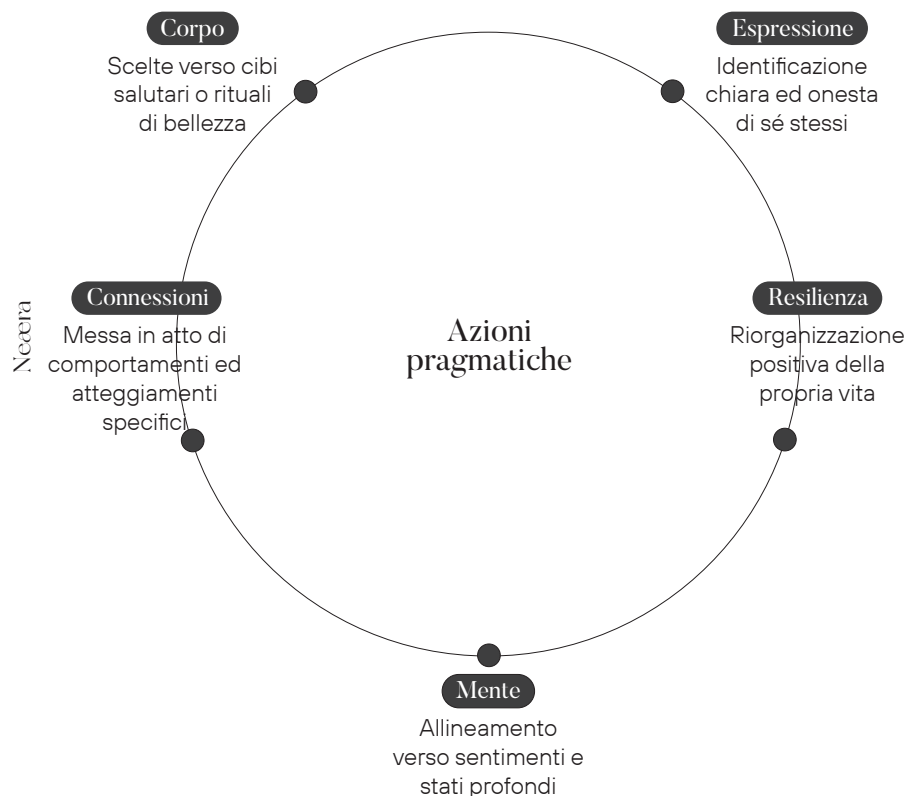 Corpo
Scelte verso cibi
salutari o rituali
di bellezza
Espressione
Identificazione
chiara ed onesta
di sé stessi
Neæra
Connessioni
Messa in atto di
comportamenti ed
atteggiamenti
specifici
Azioni
pragmatiche
Resilienza
Riorganizzazione
positiva della
propria vita
Mente
Allineamento
verso sentimenti e
stati profondi